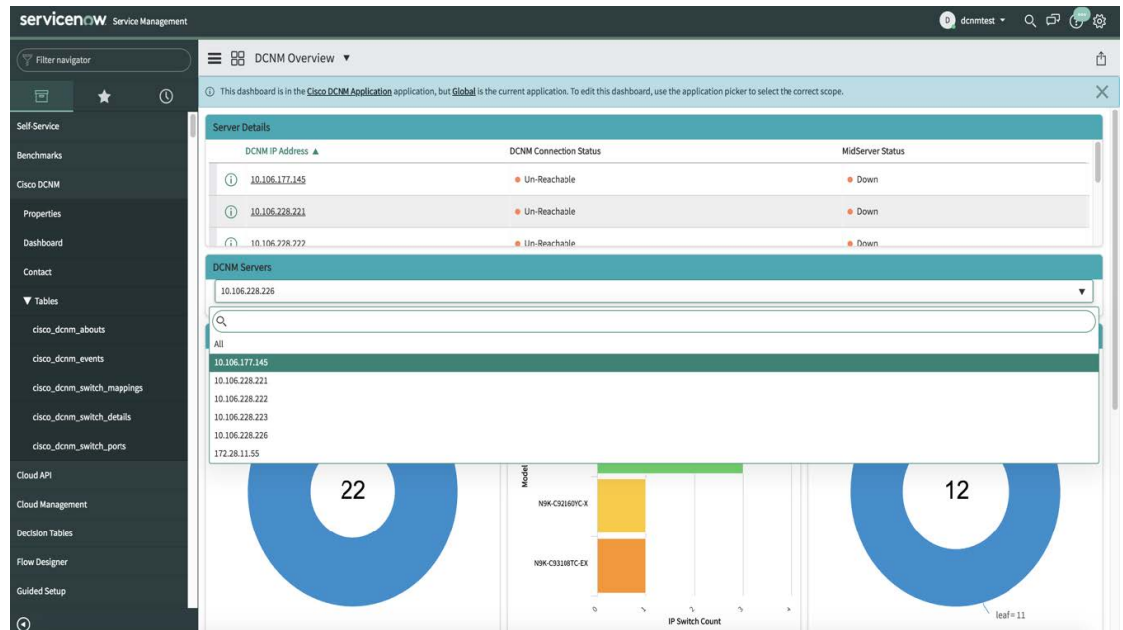 servicenow Service Management
D dcnmtest
Filter navigator
Self-Service
Benchmarks
Cisco DCNM
Properties
Dashboard
Contact
Tables
cisco_dcnm_abouts
cisco_dcnm_events
cisco_dcnm_switch_mappings
cisco_dcnm_switch_details
cisco_dcnm_switch_ports
Cloud API
Cloud Management
Decision Tables
Flow Designer
Guided Setup
DCNM Overview
This dashboard is in the Cisco DCNM Application application, but Global is the current application. To edit this dashboard, use the application picker to select the correct scope.
Server Details
DCNM IP Address DCNM Connection Status MidServer Status
10.106.177.145 Un-Reachable Down
10.106.228.221 Un-Reachable Down
10.106.228.222 Un-Reachable Down
DCNM Servers
10.106.228.226
All
10.106.177.145
10.106.228.221
10.106.228.222
10.106.228.223
10.106.228.226
172.28.11.55
22
Model
N9K-C92160YC-X
N9K-C93108TC-EX
0 1 2 3 4
IP Switch Count
12
leaf = 11